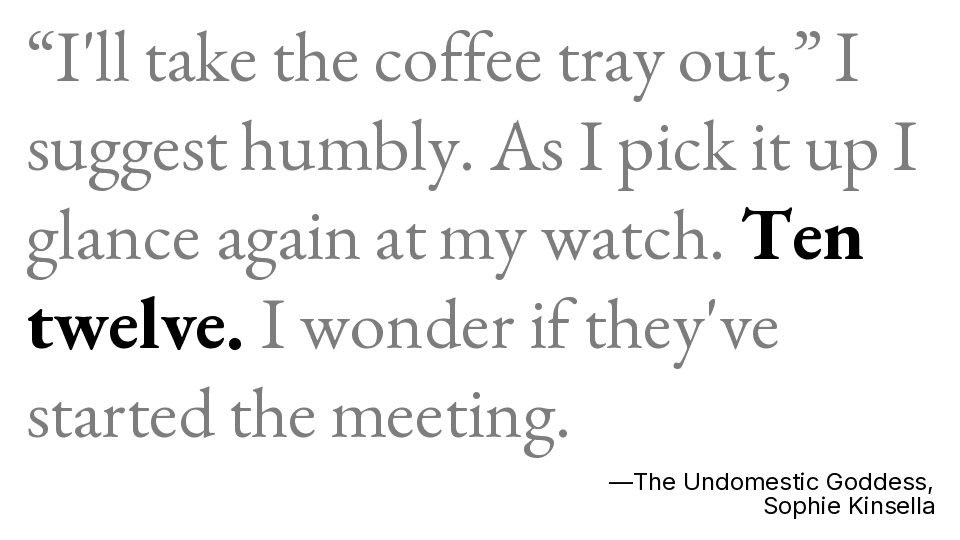 “I'll take the coffee tray out,” I
suggest humbly. As I pick it up I
glance again at my watch. Ten
twelve. I wonder if they've
started the meeting.
—The Undomestic Goddess,
Sophie Kinsella